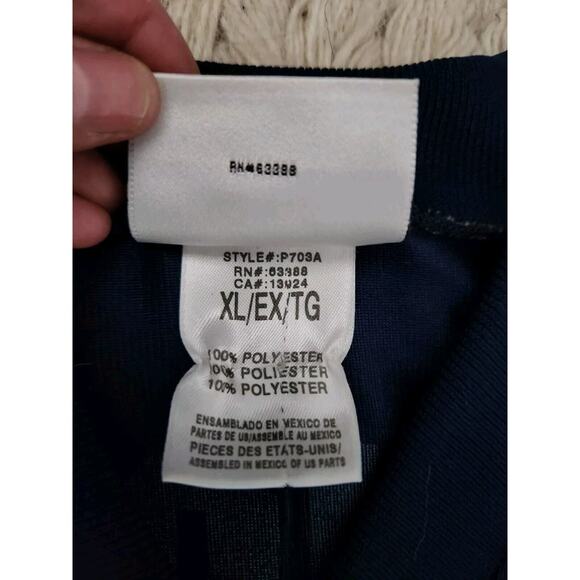 RN#63388
STYLE#:P703A
RN#:63388
CA#:13924
XL/EX/TG
100% POLYESTER
100% POLIESTER
100% POLYESTER
ENSAMBLADO EN MEXICO DE
PARTES DE US/ASSEMBLE AU MEXICO
PIECES DES ETATS-UNIS/
ASSEMBLED IN MEXICO OF US PARTS